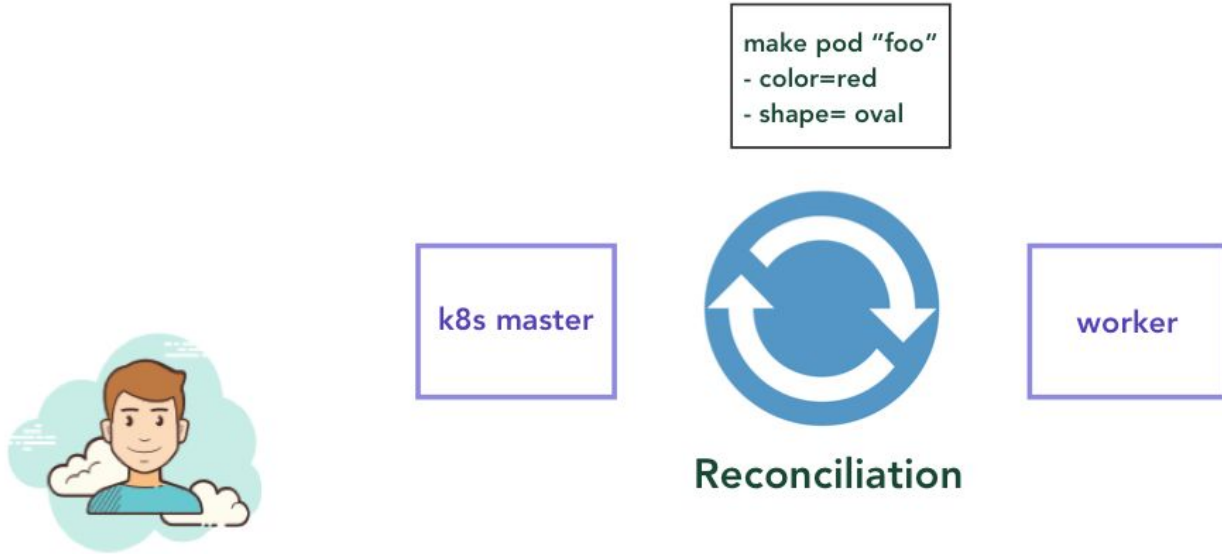 make pod “foo”
- color=red
- shape= oval
k8s master
worker
Reconciliation